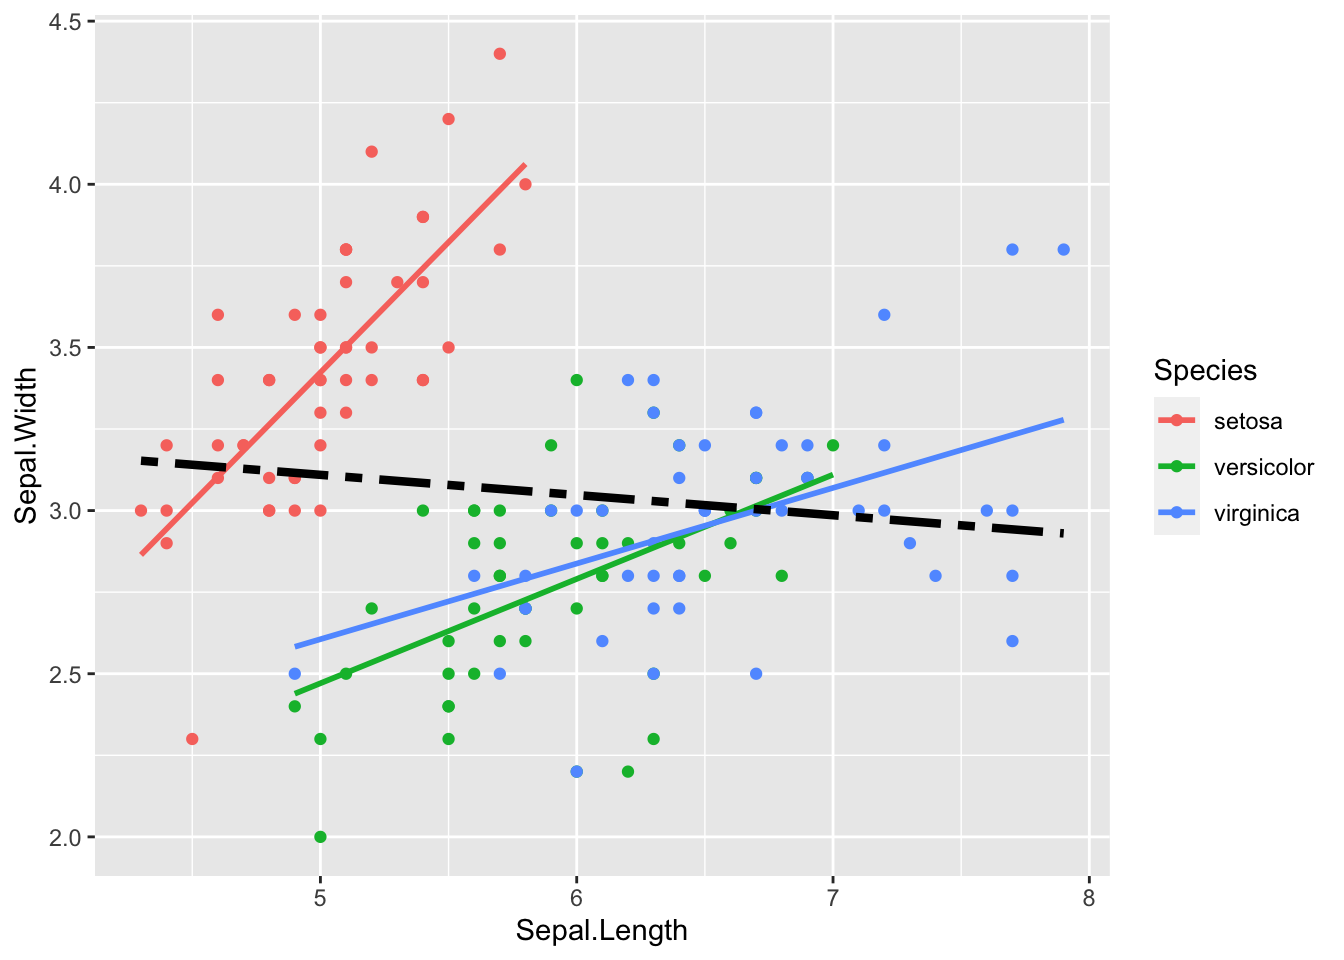 4.5
4.0
3.5
3.0
2.5
2.0
Sepal.Width
5 6 7 8
Sepal.Length
Species
setosa
versicolor
virginica